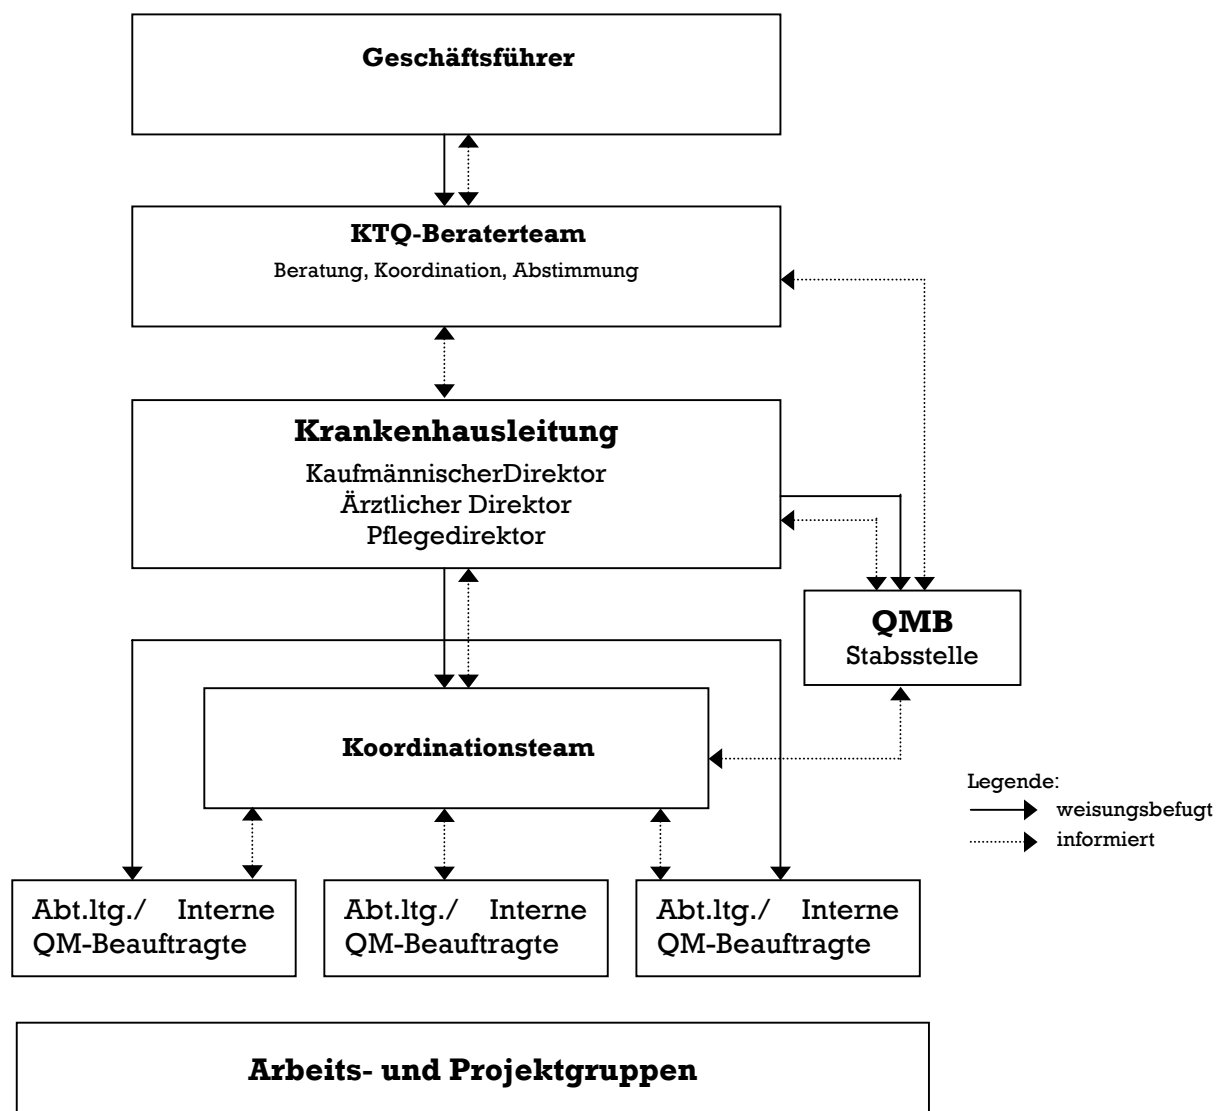 Geschäftsführer
KTQ-Beraterteam
Beratung, Koordination, Abstimmung
Krankenhausleitung
KaufmännischerDirektor
Ärztlicher Direktor
Pflegedirektor
QMB
Stabsstelle
Koordinationsteam
Legende:
weisungsbefugt
informiert
Abt.ltg./ Interne
QM-Beauftragte
Abt.ltg./ Interne
QM-Beauftragte
Abt.ltg./ Interne
QM-Beauftragte
Arbeits- und Projektgruppen